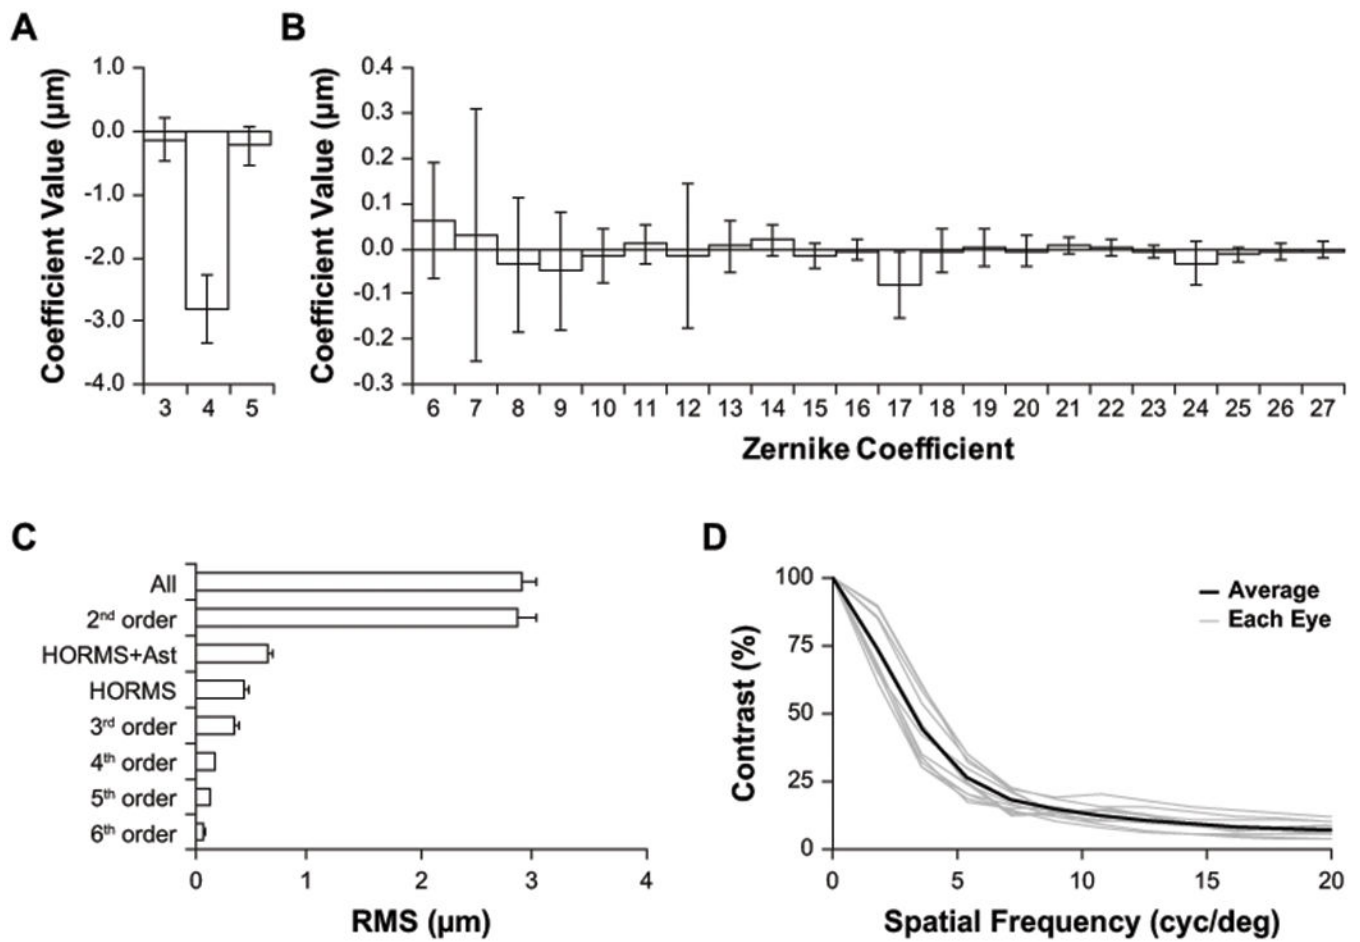 A
B
Coefficient Value (µm)
1.0
0.0
-1.0
-2.0
-3.0
-4.0
3 4 5
Coefficient Value (µm)
0.4
0.3
0.2
0.1
0.0
-0.1
-0.2
-0.3
6 7 8 9 10 11 12 13 14 15 16 17 18 19 20 21 22 23 24 25 26 27
Zernike Coefficient
C
All
2nd order
HORMS+Ast
HORMS
3rd order
4th order
5th order
6th order
0 1 2 3 4
RMS (µm)
D
Contrast (%)
100
75
50
25
0
Average
Each Eye
0 5 10 15 20
Spatial Frequency (cyc/deg)